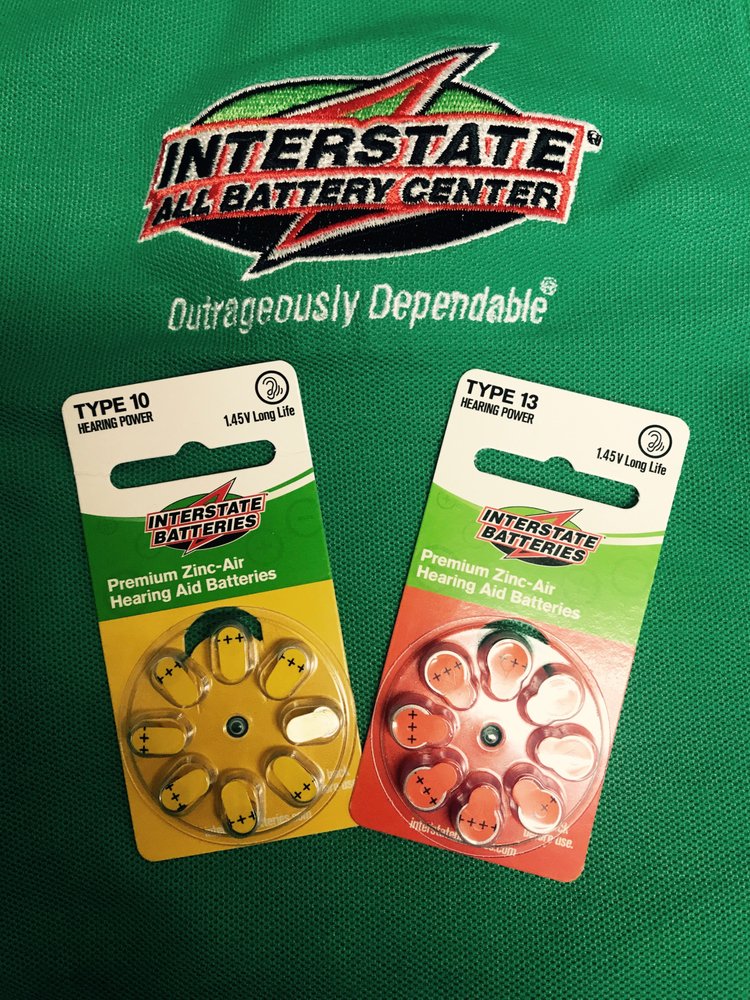 INTERSTATE
ALL BATTERY CENTER
Outrageously Dependable®
TYPE 10
HEARING POWER
1.45V Long Life
INTERSTATE
BATTERIES
Premium Zinc-Air
Hearing Aid Batteries
TYPE 13
HEARING POWER
1.45V Long Life
INTERSTATE
BATTERIES
Premium Zinc-Air
Hearing Aid Batteries
before use.